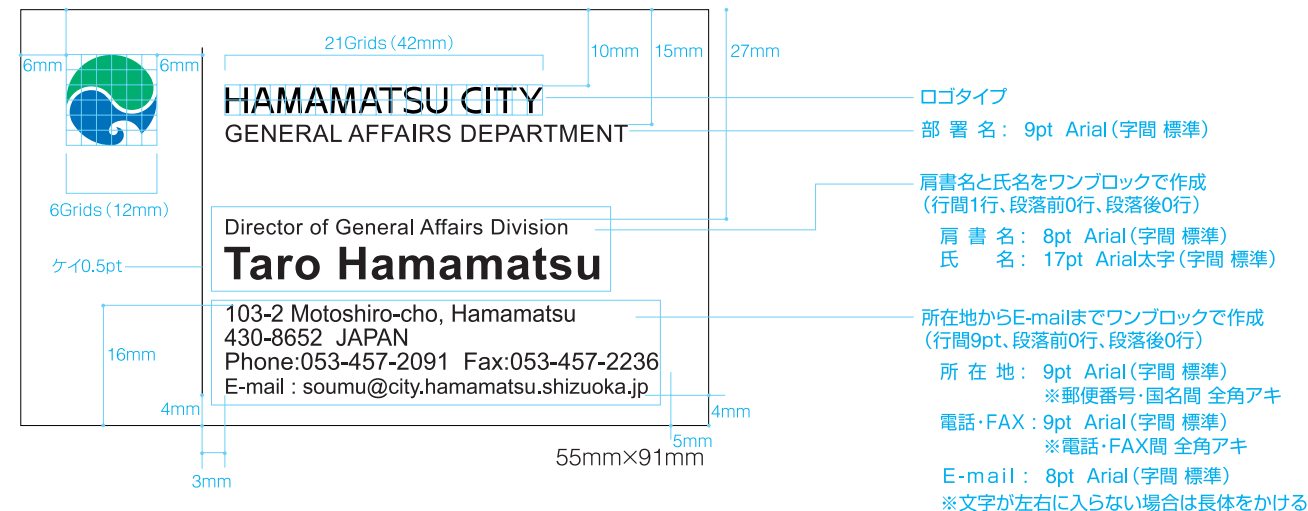 21Grids (42mm)
10mm
15mm
27mm
6mm
6mm
HAMAMATSU CITY
GENERAL AFFAIRS DEPARTMENT
6Grids (12mm)
Director of General Affairs Division
Taro Hamamatsu
ケイ0.5pt
103-2 Motoshiro-cho, Hamamatsu
430-8652 JAPAN
Phone:053-457-2091 Fax:053-457-2236
E-mail : soumu@city.hamamatsu.shizuoka.jp
16mm
4mm
4mm
5mm
3mm
55mm×91mm
ロゴタイプ
部 署 名 : 9pt Arial(字間 標準)
肩書名と氏名をワンブロックで作成
(行間1行、段落前0行、段落後0行)
肩 書 名 : 8pt Arial(字間 標準)
氏 名 : 17pt Arial太字(字間 標準)
所在地からE-mailまでワンブロックで作成
(行間9pt、段落前0行、段落後0行)
所 在 地 : 9pt Arial(字間 標準)
※郵便番号・国名間 全角アキ
電話・FAX : 9pt Arial(字間 標準)
※電話・FAX間 全角アキ
E-mail : 8pt Arial(字間 標準)
※文字が左右に入らない場合は長体をかける